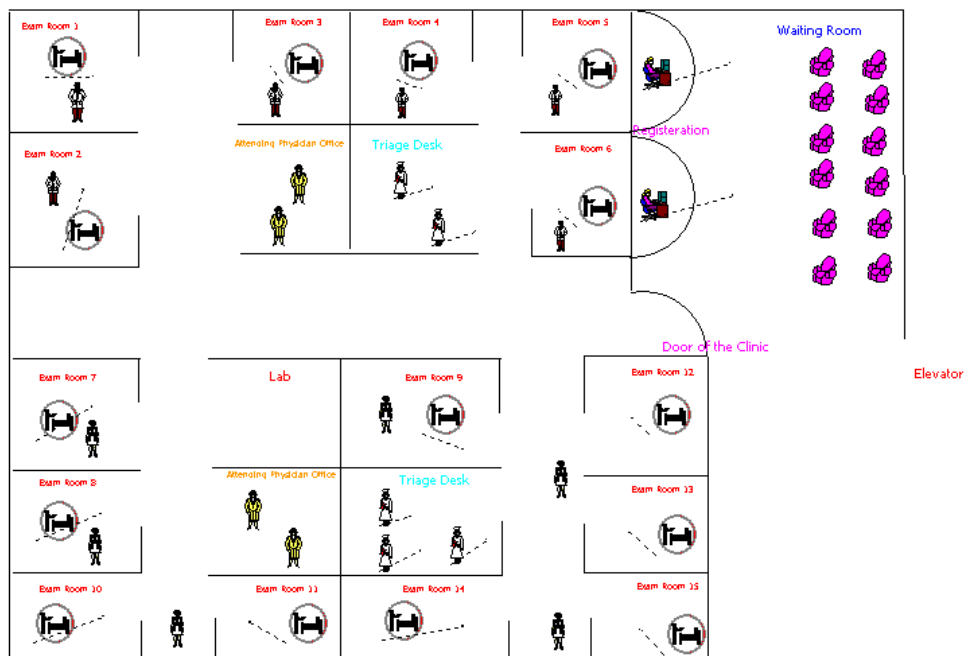 Exam Room 1
Exam Room 3
Exam Room 4
Exam Room 5
Waiting Room
Registeration
Exam Room 2
Attending Physician Office
Triage Desk
Exam Room 6
Door of the Clinic
Elevator
Exam Room 7
Lab
Exam Room 9
Exam Room 12
Exam Room 8
Attending Physician Office
Triage Desk
Exam Room 13
Exam Room 10
Exam Room 11
Exam Room 14
Exam Room 15